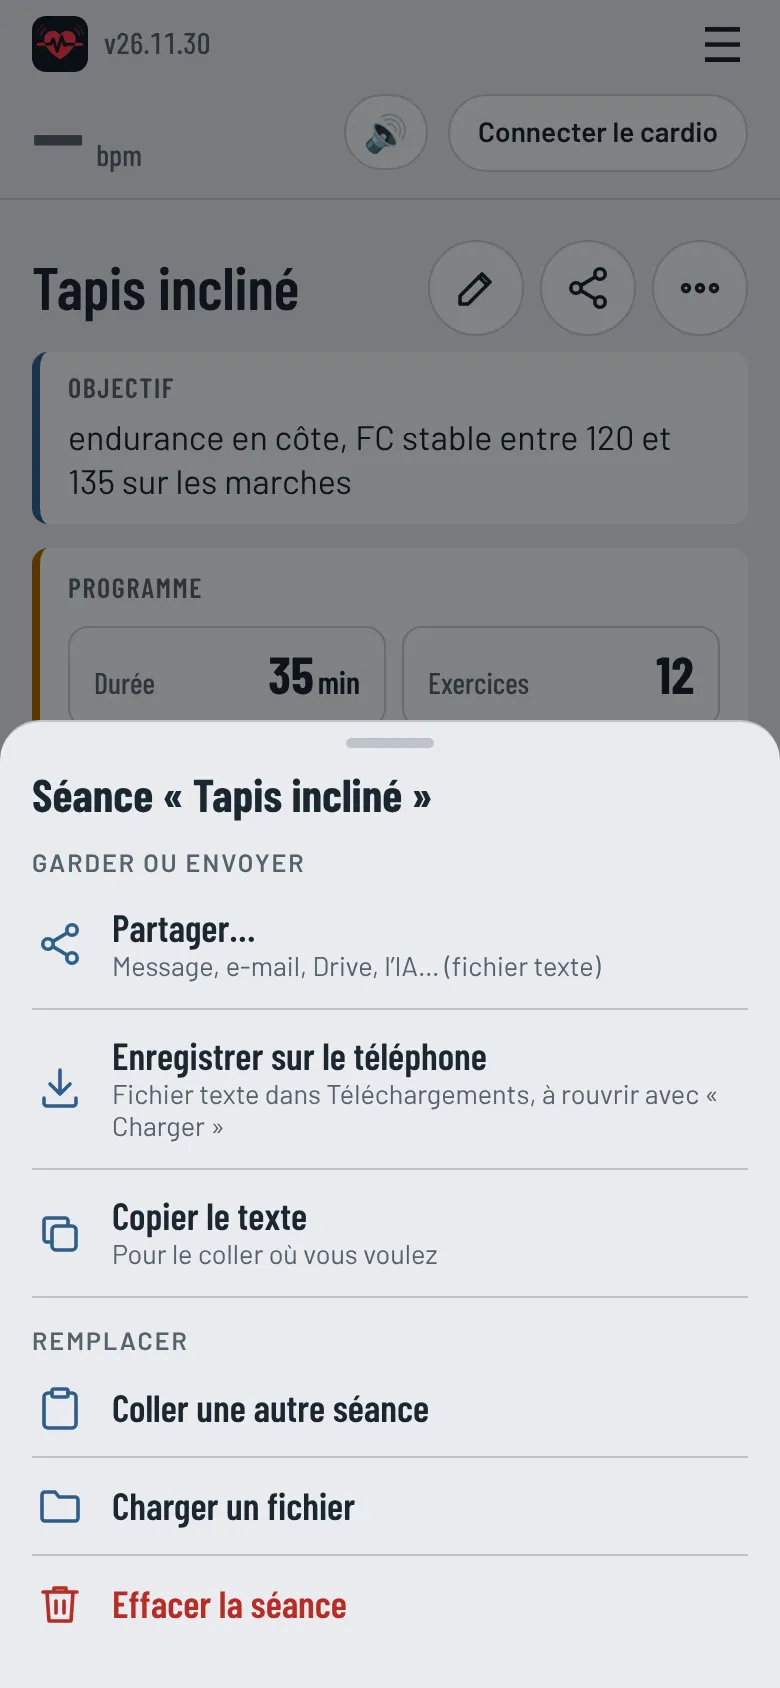 v26.11.30
bpm
Connecter le cardio
Tapis incliné
OBJECTIF
endurance en côte, FC stable entre 120 et
135 sur les marches
PROGRAMME
Durée 35 min
Exercices 12
Séance « Tapis incliné »
GARDER OU ENVOYER
Partager…
Message, e-mail, Drive, l’IA… (fichier texte)
Enregistrer sur le téléphone
Fichier texte dans Téléchargements, à rouvrir avec «
Charger »
Copier le texte
Pour le coller où vous voulez
REMPLACER
Coller une autre séance
Charger un fichier
Effacer la séance